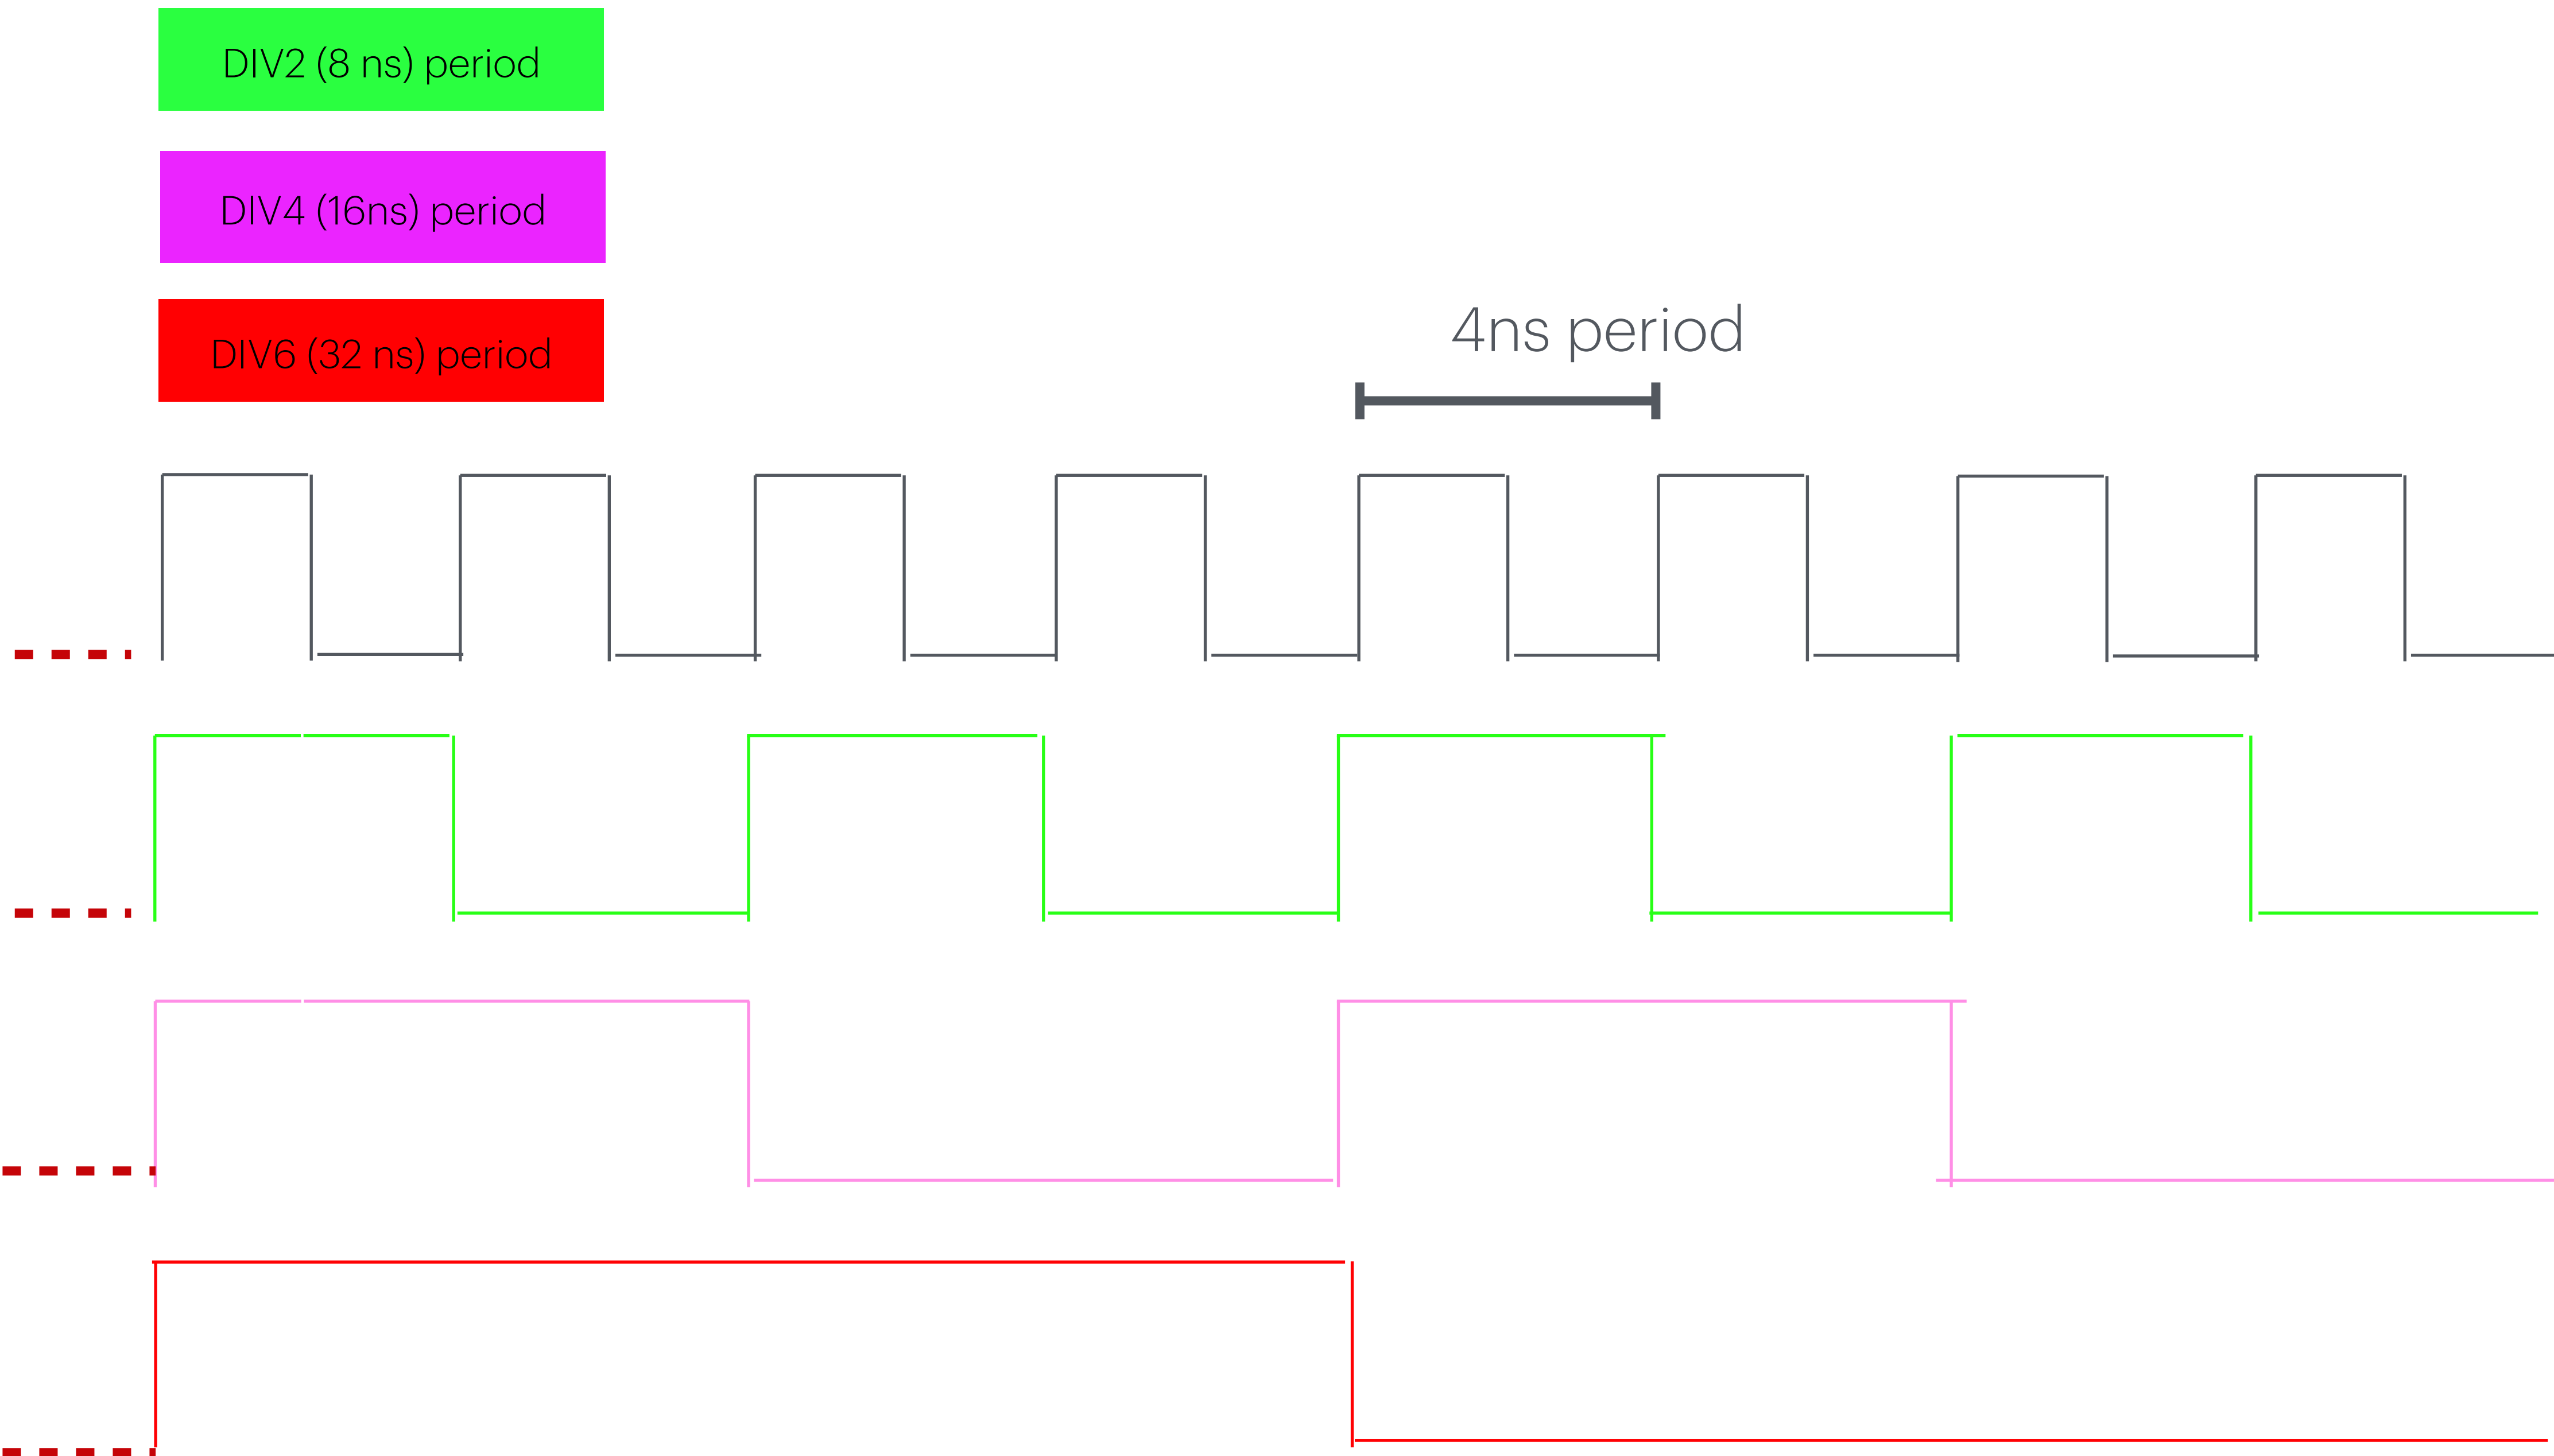 DIV2 (8 ns) period
DIV4 (16ns) period
DIV6 (32 ns) period
4ns period